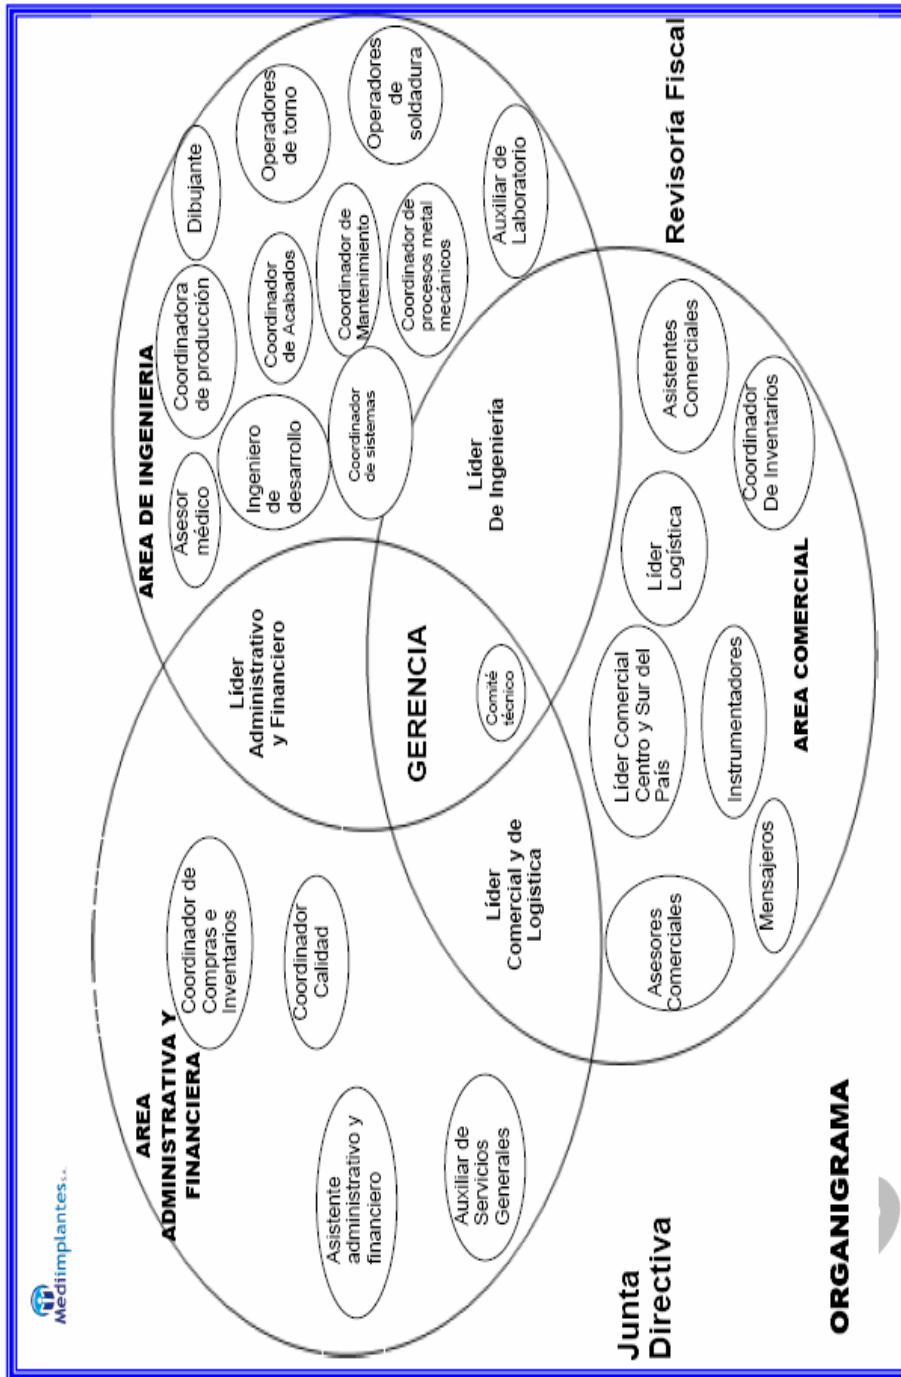 Mediimplantes S.A.
AREA
ADMINISTRATIVA Y
FINANCIERA
Coordinador de
Compras e
Inventarios
Coordinador
Calidad
Asistente
administrativo y
financiero
Auxiliar de
Servicios
Generales
Líder
Administrativo
y Financiero
GERENCIA
Comité
técnico
Líder
Comercial y de
Logistica
Líder
De Ingeniería
AREA DE INGENIERIA
Asesor
médico
Coordinadora
de producción
Dibujante
Ingeniero
de
desarrollo
Coordinador
de Acabados
Operadores
de torno
Coordinador
de sistemas
Coordinador de
Mantenimiento
Coordinador de
procesos metal
mecánicos
Operadores
de
soldadura
Auxiliar de
Laboratorio
Asesores
Comerciales
Líder Comercial
Centro y Sur del
País
Líder
Logística
Asistentes
Comerciales
Mensajeros
Instrumentadores
Coordinador
De Inventarios
AREA COMERCIAL
Junta
Directiva
Revisoría Fiscal
ORGANIGRAMA